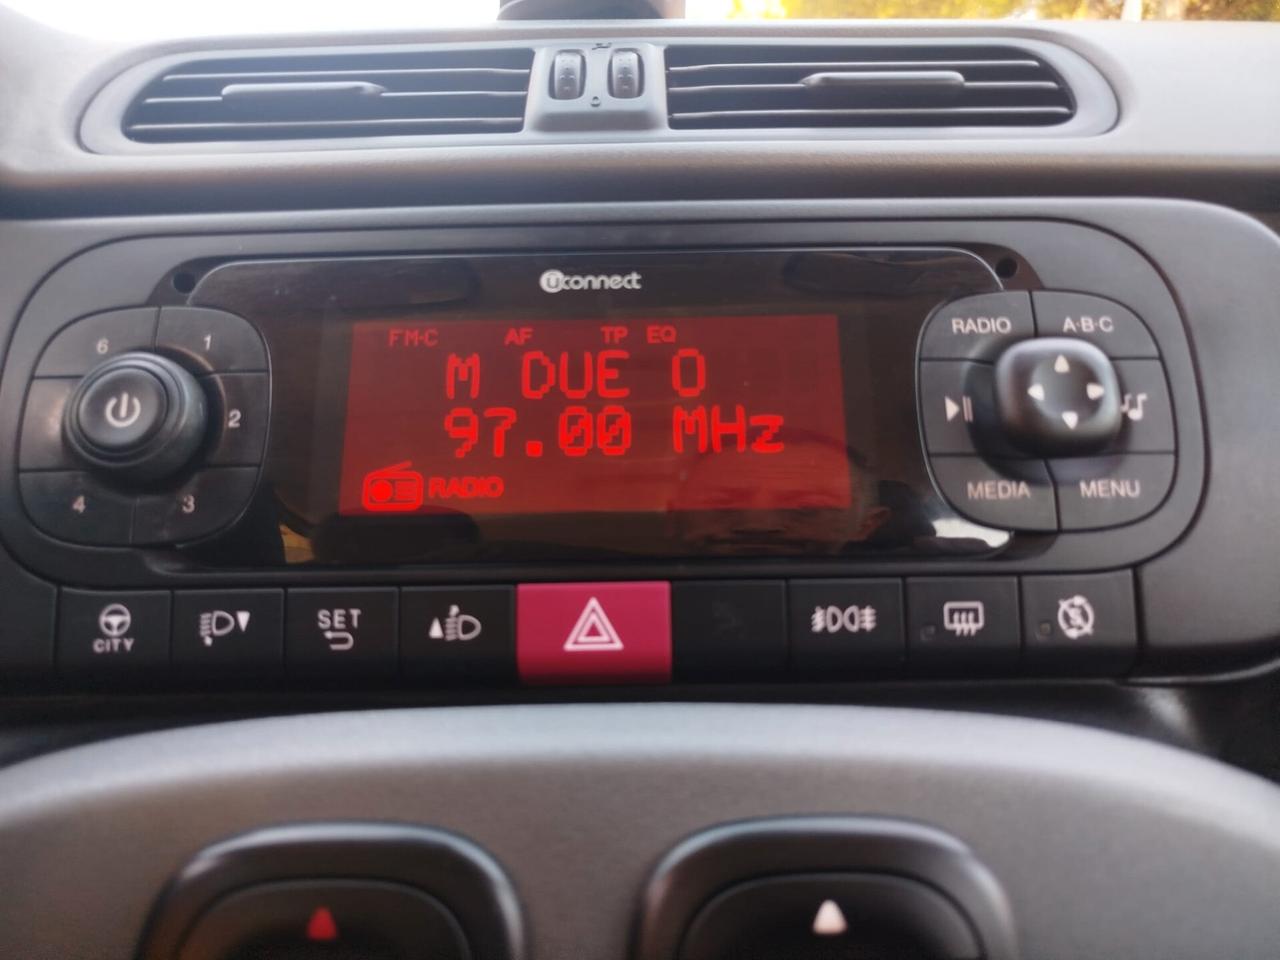 uconnect
FM-C AF TP EQ
M DUE O
97.00 MHz
RADIO
6 1
2
4 3
RADIO A·B·C
MEDIA MENU
CITY
SET